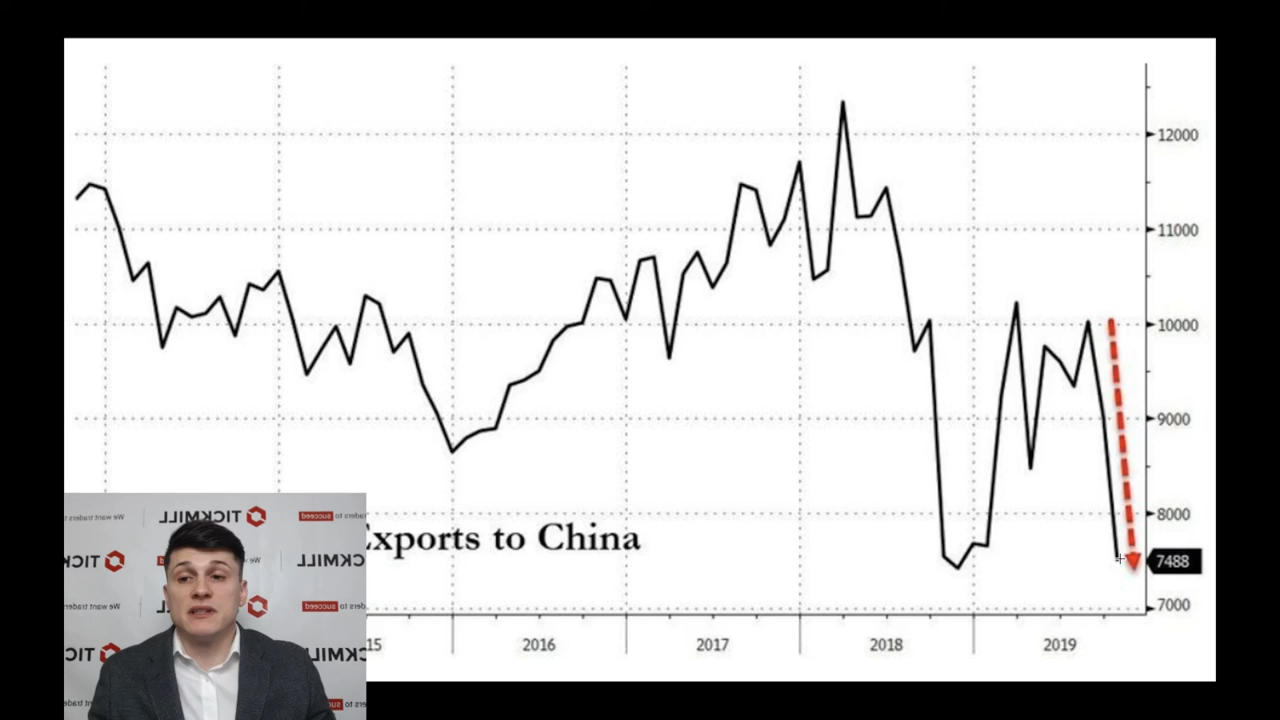 12000
11000
10000
9000
Exports to China
8000
7488
7000
15 2016 2017 2018 2019
We want traders to succeed TICKMILL
TICKMILL
We want traders to succeed
TICKMILL